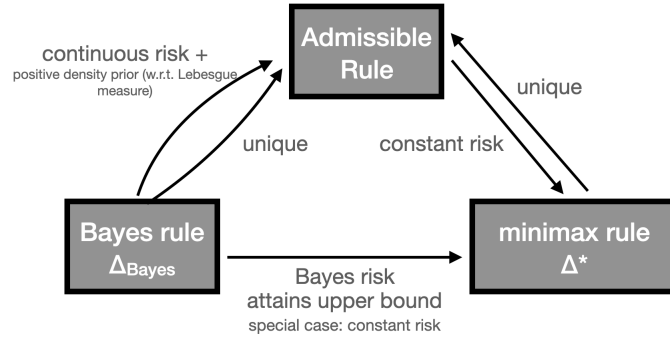 Admissible
Rule
continuous risk +
positive density prior (w.r.t. Lebesgue
measure)
unique
unique
constant risk
Bayes rule
Δ_Bayes
minimax rule
Δ*
Bayes risk
attains upper bound
special case: constant risk